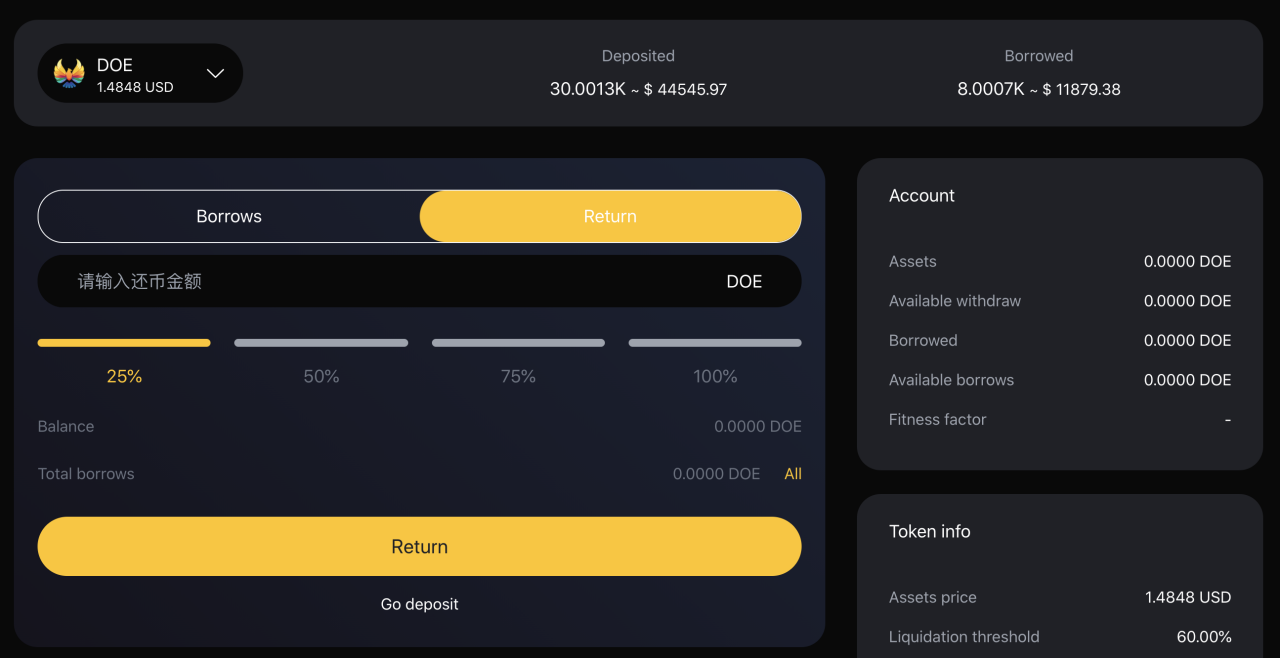 DOE
1.4848 USD
Deposited
30.0013K ~ $ 44545.97
Borrowed
8.0007K ~ $ 11879.38
Borrows
Return
请输入还币金额
DOE
25%
50%
75%
100%
Balance
0.0000 DOE
Total borrows
0.0000 DOE
All
Return
Go deposit
Account
Assets
0.0000 DOE
Available withdraw
0.0000 DOE
Borrowed
0.0000 DOE
Available borrows
0.0000 DOE
Fitness factor
-
Token info
Assets price
1.4848 USD
Liquidation threshold
60.00%